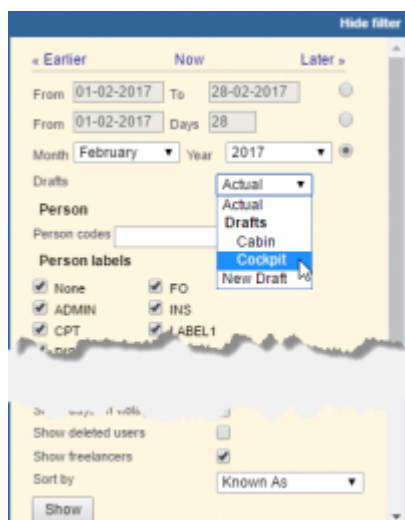 Hide filter
« Earlier Now Later »
From 01-02-2017 To 28-02-2017
From 01-02-2017 Days 28
Month February Year 2017
Drafts Actual
Actual
Person Drafts
Cabin
Person codes Cockpit
Person labels New Draft
None FO
ADMIN INS
CPT LABEL1
Show deleted users
Show freelancers
Sort by Known As
Show